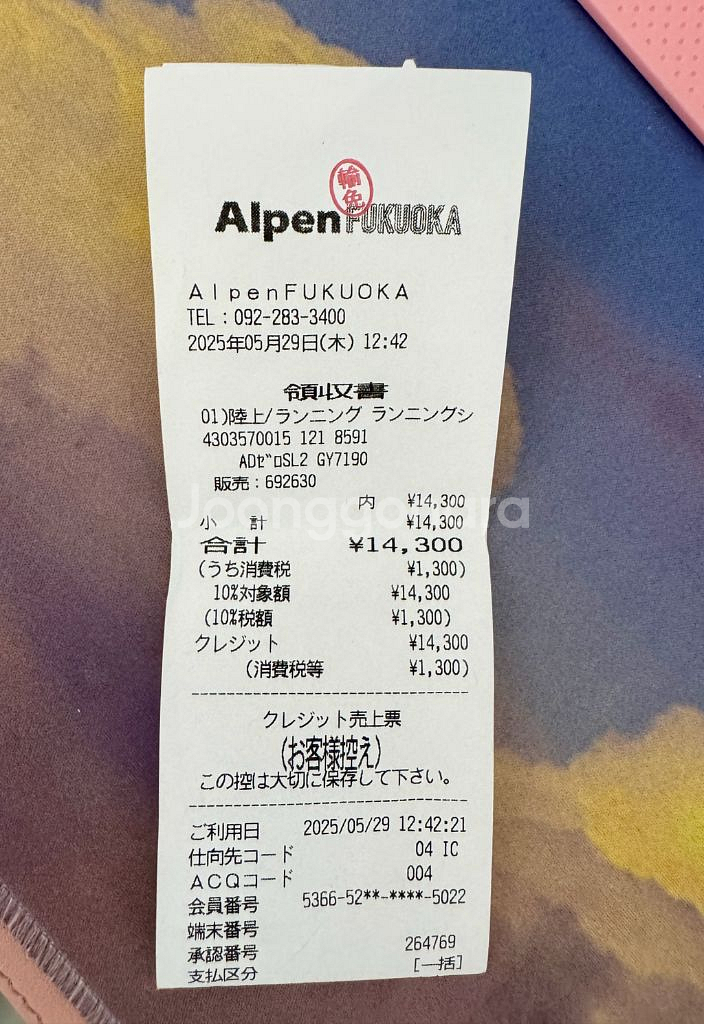 輸
免
Alpen FUKUOKA
AlpenFUKUOKA
TEL:092-283-3400
2025年05月29日(木) 12:42
領収書
01)陸上/ランニング ランニングシ
4303570015 121 8591
ADｾﾞﾛSL2 GY7190
販売:692630
内 ¥14,300
小 計 ¥14,300
合計 ¥14,300
(うち消費税 ¥1,300)
10%対象額 ¥14,300
(10%税額 ¥1,300)
クレジット ¥14,300
(消費税等 ¥1,300)
クレジット売上票
(お客様控え)
この控は大切に保存して下さい。
ご利用日 2025/05/29 12:42:21
仕向先コード 04 IC
ACQコード 004
会員番号 5366-52**-****-5022
端末番号
承認番号 264769
支払区分 [一括]
Joonggonara